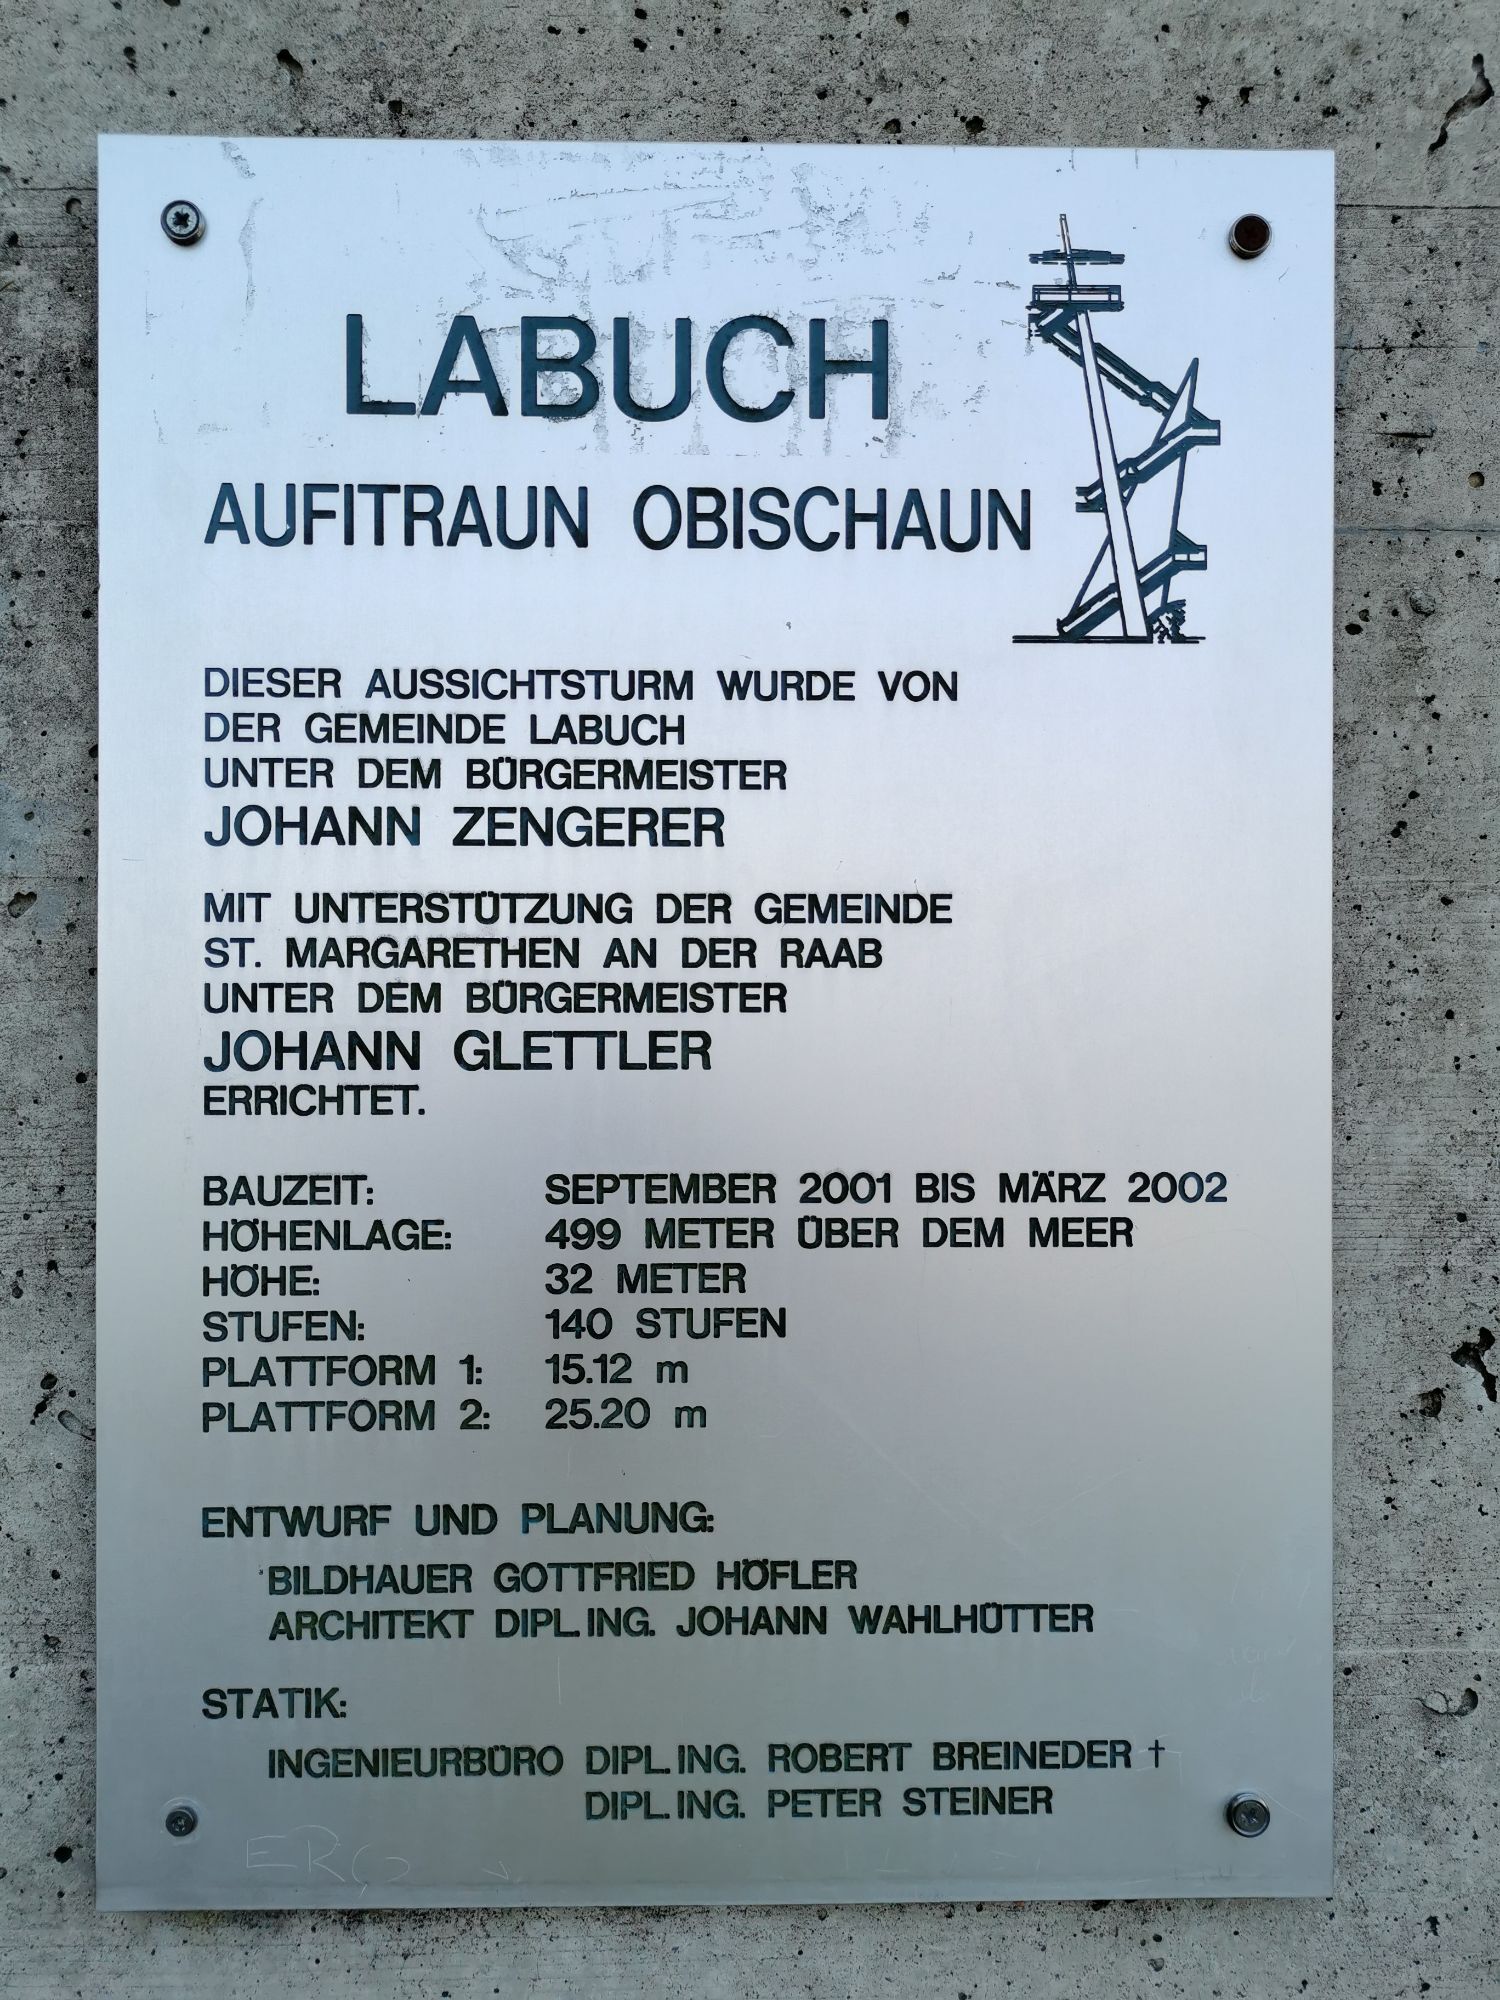 LABUCH
AUFITRAUN OBISCHAUN
DIESER AUSSICHTSTURM WURDE VON
DER GEMEINDE LABUCH
UNTER DEM BÜRGERMEISTER
JOHANN ZENGERER
MIT UNTERSTÜTZUNG DER GEMEINDE
ST. MARGARETHEN AN DER RAAB
UNTER DEM BÜRGERMEISTER
JOHANN GLETTLER
ERRICHTET.
BAUZEIT: SEPTEMBER 2001 BIS MÄRZ 2002
HÖHENLAGE: 499 METER ÜBER DEM MEER
HÖHE: 32 METER
STUFEN: 140 STUFEN
PLATTFORM 1: 15.12 m
PLATTFORM 2: 25.20 m
ENTWURF UND PLANUNG:
BILDHAUER GOTTFRIED HÖFLER
ARCHITEKT DIPL.ING. JOHANN WAHLHÜTTER
STATIK:
INGENIEURBÜRO DIPL.ING. ROBERT BREINEDER †
DIPL.ING. PETER STEINER